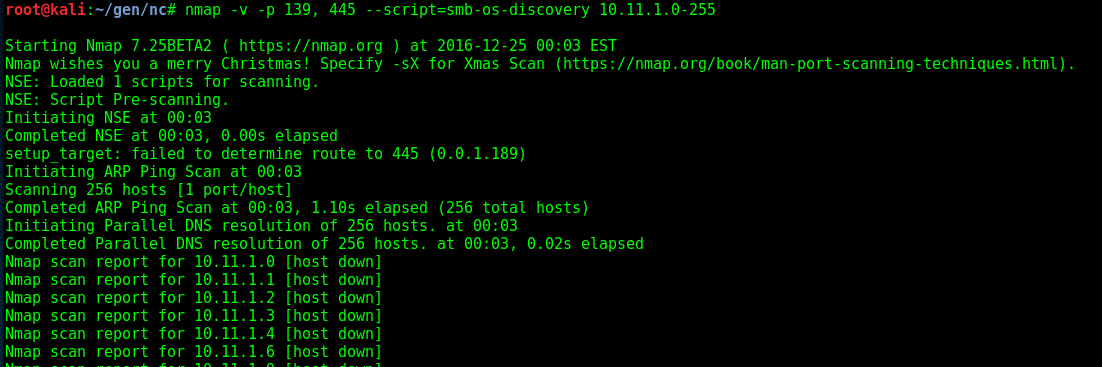 root@kali:~/gen/nc# nmap -v -p 139, 445 --script=smb-os-discovery 10.11.1.0-255
Starting Nmap 7.25BETA2 ( https://nmap.org ) at 2016-12-25 00:03 EST
Nmap wishes you a merry Christmas! Specify -sX for Xmas Scan (https://nmap.org/book/man-port-scanning-techniques.html).
NSE: Loaded 1 scripts for scanning.
NSE: Script Pre-scanning.
Initiating NSE at 00:03
Completed NSE at 00:03, 0.00s elapsed
setup_target: failed to determine route to 445 (0.0.1.189)
Initiating ARP Ping Scan at 00:03
Scanning 256 hosts [1 port/host]
Completed ARP Ping Scan at 00:03, 1.10s elapsed (256 total hosts)
Initiating Parallel DNS resolution of 256 hosts. at 00:03
Completed Parallel DNS resolution of 256 hosts. at 00:03, 0.02s elapsed
Nmap scan report for 10.11.1.0 [host down]
Nmap scan report for 10.11.1.1 [host down]
Nmap scan report for 10.11.1.2 [host down]
Nmap scan report for 10.11.1.3 [host down]
Nmap scan report for 10.11.1.4 [host down]
Nmap scan report for 10.11.1.6 [host down]